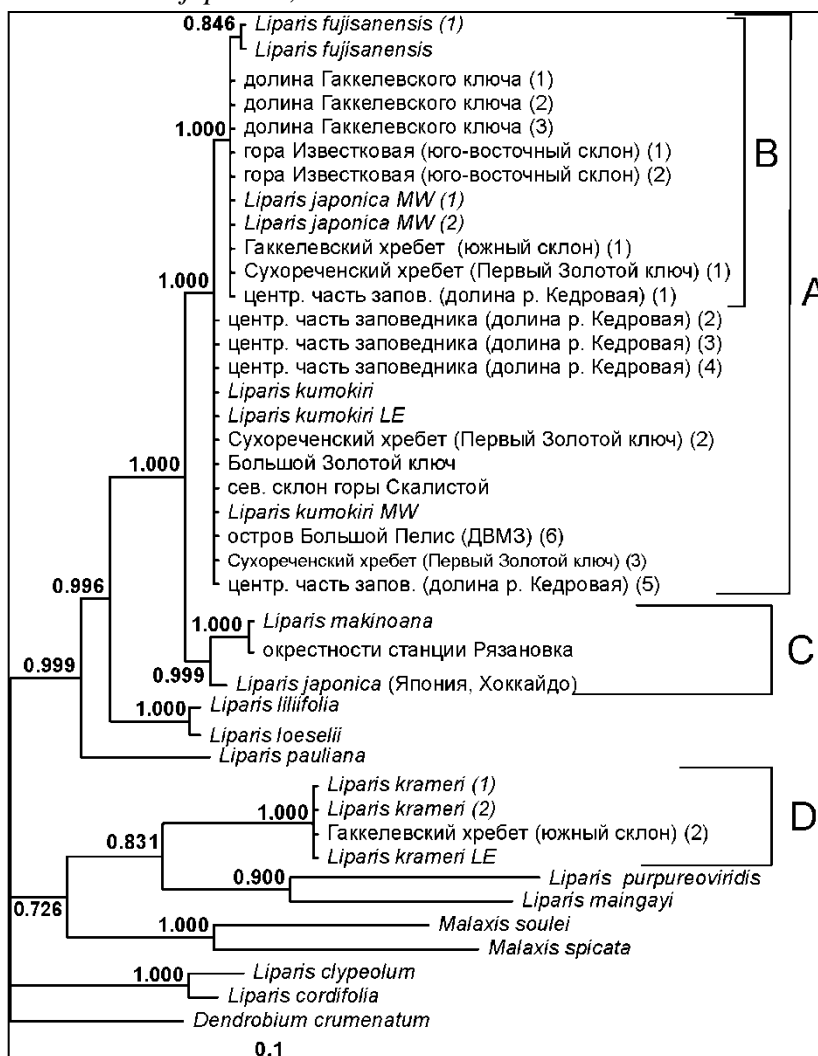 0.846 Liparis fujisanensis (1)
Liparis fujisanensis
долина Гаккелевского ключа (1)
долина Гаккелевского ключа (2)
долина Гаккелевского ключа (3)
1.000
гора Известковая (юго-восточный склон) (1)
B
гора Известковая (юго-восточный склон) (2)
Liparis japonica MW (1)
Liparis japonica MW (2)
Гаккелевский хребет (южный склон) (1)
Сухореченский хребет (Первый Золотой ключ) (1)
1.000
центр. часть запов. (долина р. Кедровая) (1)
A
центр. часть заповедника (долина р. Кедровая) (2)
центр. часть заповедника (долина р. Кедровая) (3)
центр. часть заповедника (долина р. Кедровая) (4)
Liparis kumokiri
Liparis kumokiri LE
Сухореченский хребет (Первый Золотой ключ) (2)
1.000 Большой Золотой ключ
сев. склон горы Скалистой
Liparis kumokiri MW
остров Большой Пелис (ДВМЗ) (6)
Сухореченский хребет (Первый Золотой ключ) (3)
центр. часть запов. (долина р. Кедровая) (5)
0.996
1.000 Liparis makinoana
окрестности станции Рязановка
C
0.999
0.999 Liparis japonica (Япония, Хоккайдо)
1.000 Liparis liliifolia
Liparis loeselii
Liparis pauliana
Liparis krameri (1)
1.000 Liparis krameri (2)
D
0.831 Гаккелевский хребет (южный склон) (2)
Liparis krameri LE
0.900 Liparis purpureoviridis
Liparis maingayi
0.726
1.000 Malaxis soulei
Malaxis spicata
1.000 Liparis clypeolum
Liparis cordifolia
Dendrobium crumenatum
0.1